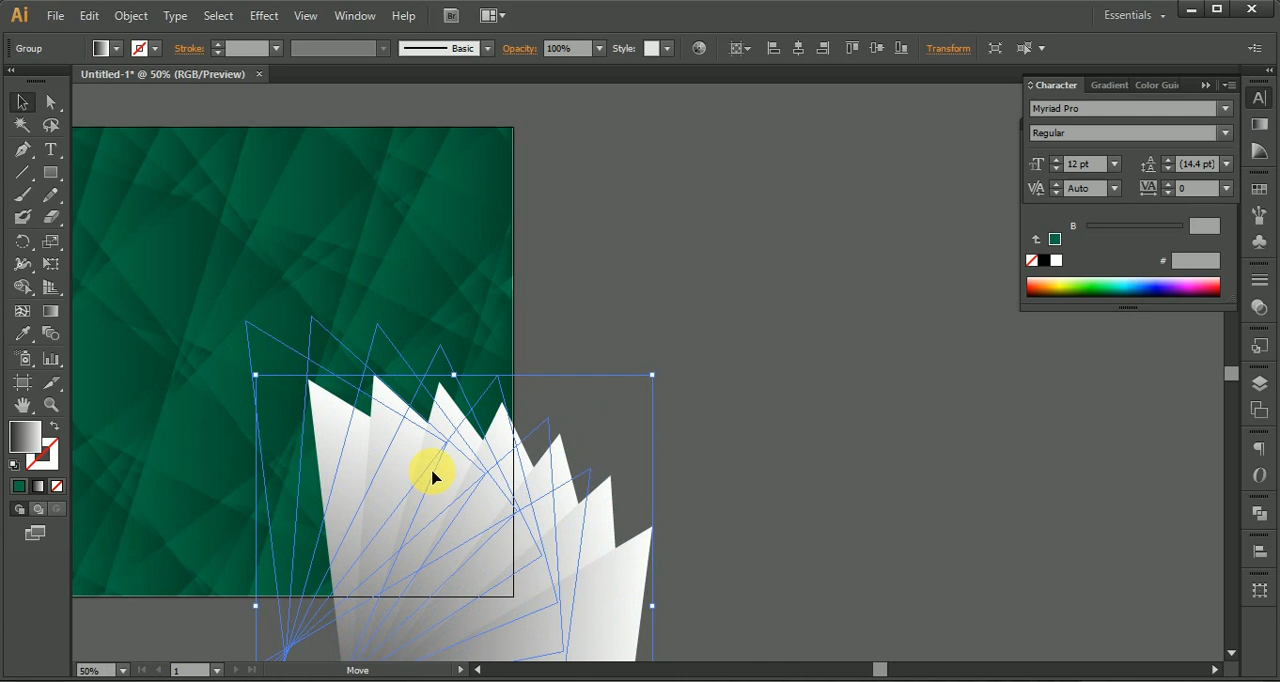 Ai File Edit Object Type Select Effect View Window Help Br Essentials
Group Stroke: Basic Opacity: 100% Style: Transform
Untitled-1* @ 50% (RGB/Preview) ×
Character Gradient Color Gui
Myriad Pro
Regular
12 pt (14.4 pt)
Auto 0
B
#
50% 1 Move